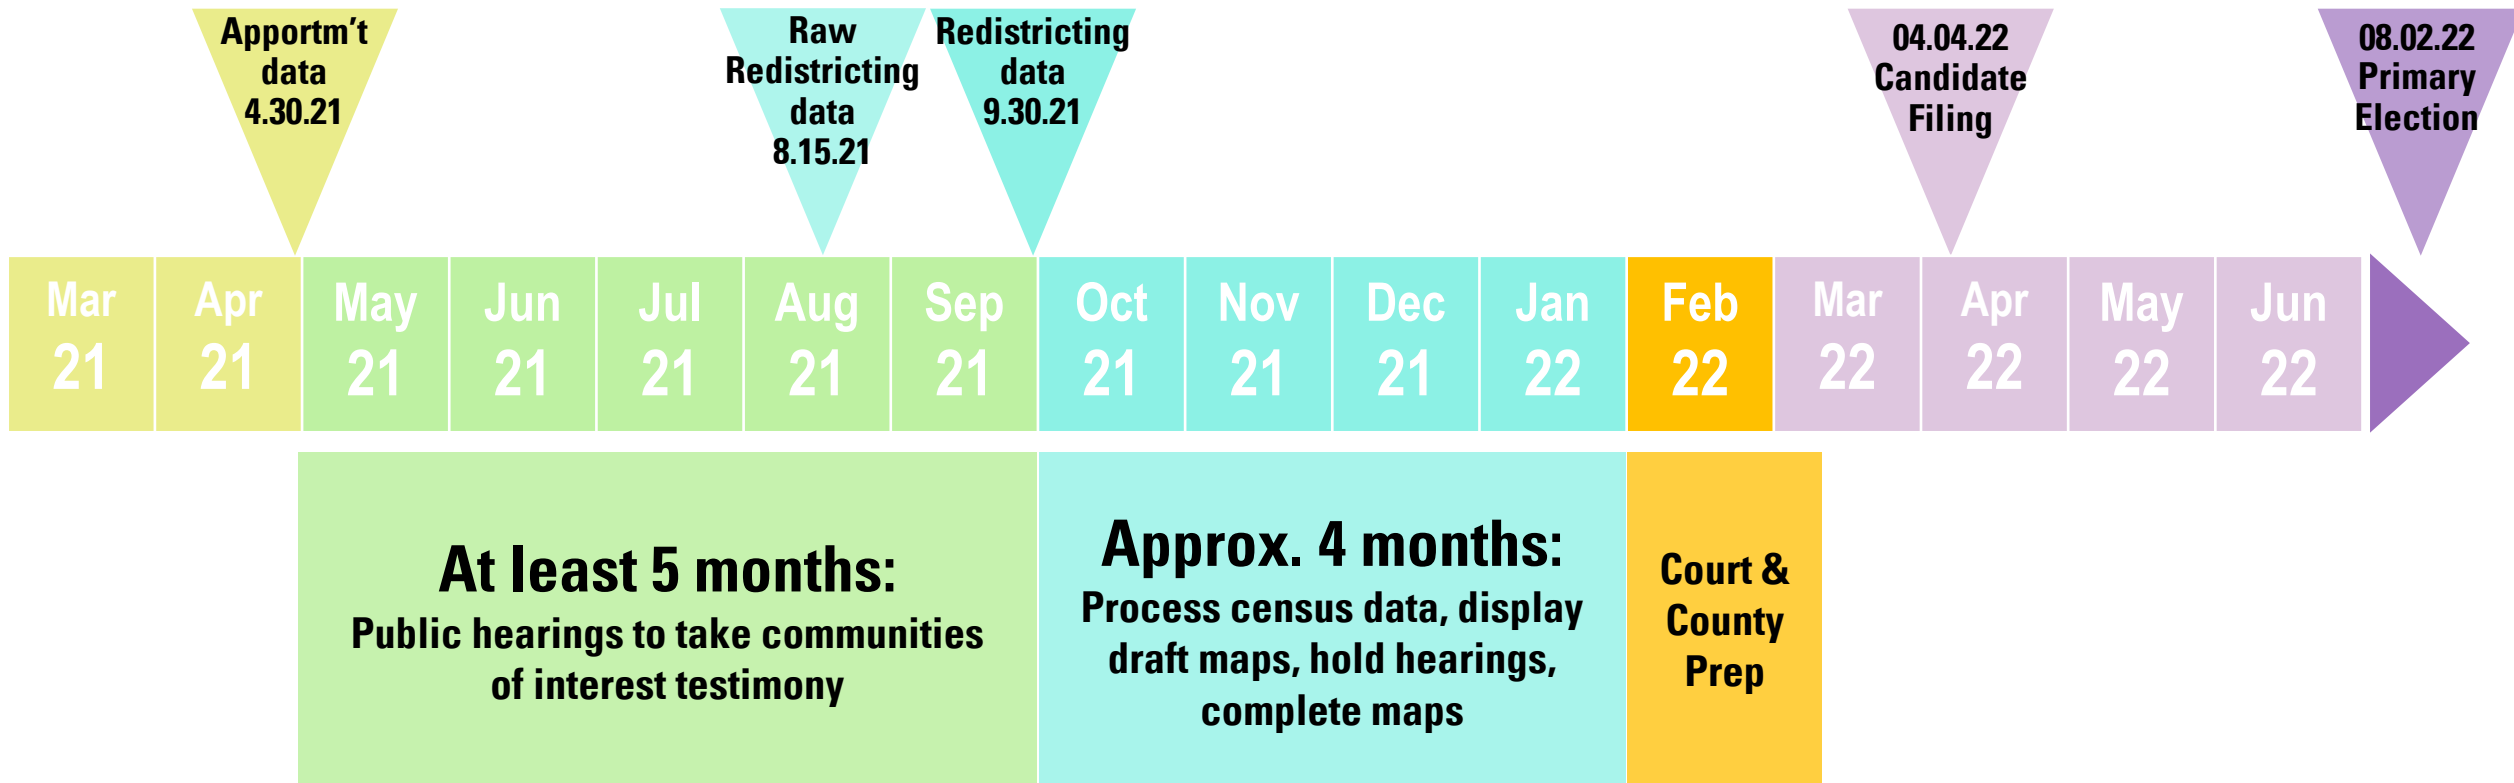 Apportm't
data
4.30.21
Raw
Redistricting
data
8.15.21
Redistricting
data
9.30.21
04.04.22
Candidate
Filing
08.02.22
Primary
Election
Mar
21
Apr
21
May
21
Jun
21
Jul
21
Aug
21
Sep
21
Oct
21
Nov
21
Dec
21
Jan
22
Feb
22
Mar
22
Apr
22
May
22
Jun
22
At least 5 months:
Public hearings to take communities
of interest testimony
Approx. 4 months:
Process census data, display
draft maps, hold hearings,
complete maps
Court &
County
Prep